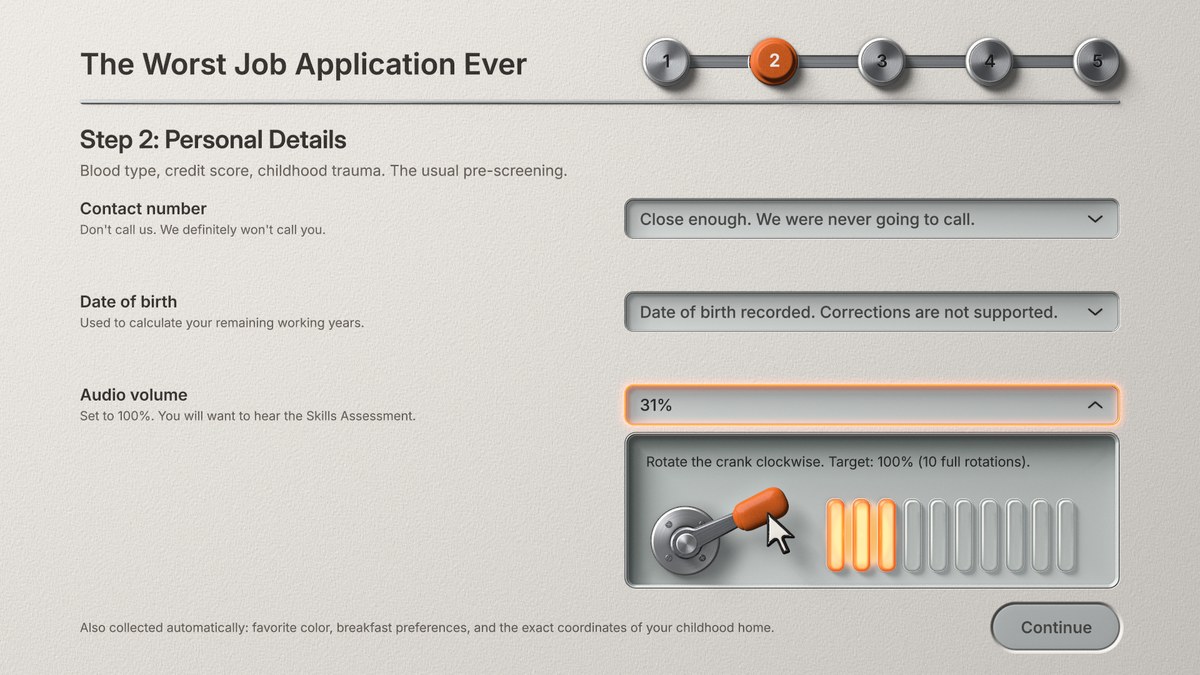 The Worst Job Application Ever
1 2 3 4 5
Step 2: Personal Details
Blood type, credit score, childhood trauma. The usual pre-screening.
Contact number
Don't call us. We definitely won't call you.
Close enough. We were never going to call.
Date of birth
Used to calculate your remaining working years.
Date of birth recorded. Corrections are not supported.
Audio volume
Set to 100%. You will want to hear the Skills Assessment.
31%
Rotate the crank clockwise. Target: 100% (10 full rotations).
Also collected automatically: favorite color, breakfast preferences, and the exact coordinates of your childhood home.
Continue